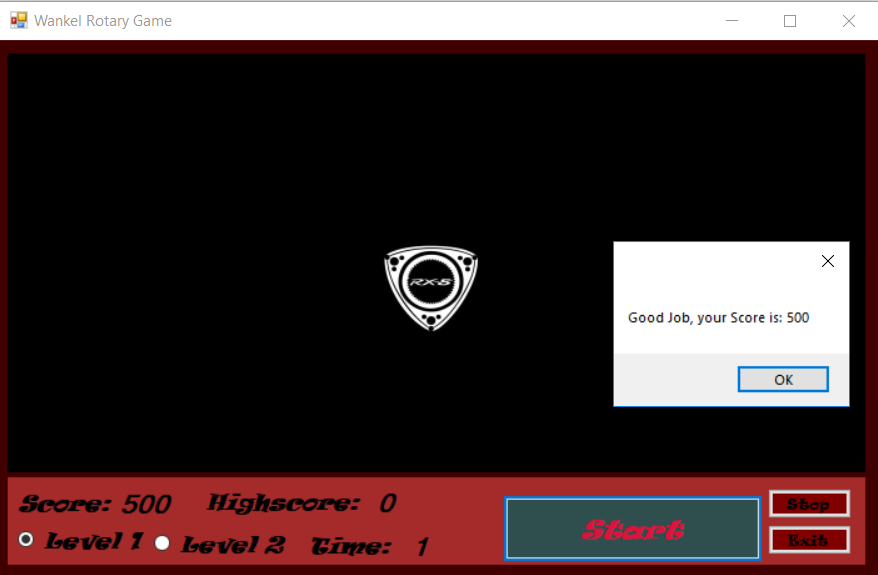 Wankel Rotary Game
RX-8
Good Job, your Score is: 500
OK
Score: 500 Highscore: 0
Level 1 Level 2 Time: 1
Start
Stop
Exit